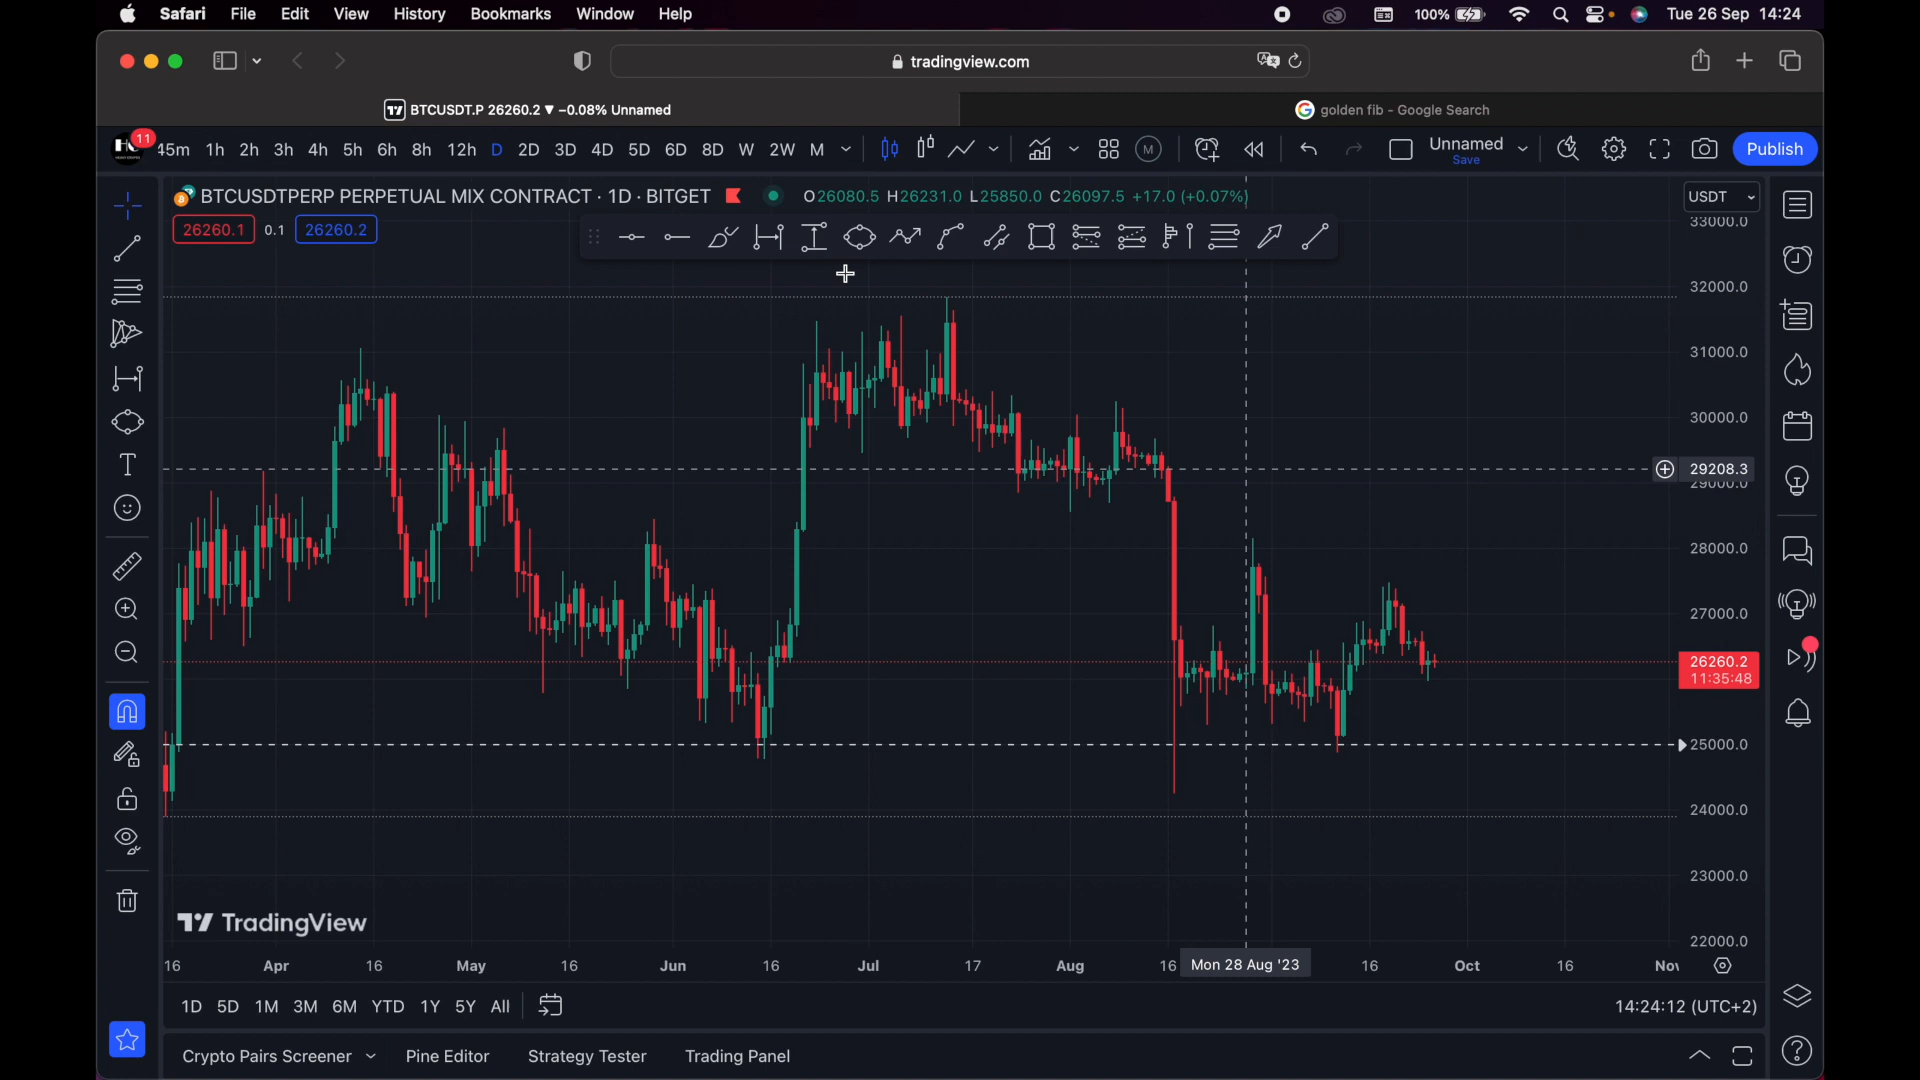 Safari File Edit View History Bookmarks Window Help 100% Tue 26 Sep 14:24
tradingview.com
BTCUSDT.P 26260.2 ▼ −0.08% Unnamed
golden fib - Google Search
11 45m 1h 2h 3h 4h 5h 6h 8h 12h D 2D 3D 4D 5D 6D 8D W 2W M M Unnamed Publish
Save
BTCUSDTPERP PERPETUAL MIX CONTRACT · 1D · BITGET O26080.5 H26231.0 L25850.0 C26097.5 +17.0 (+0.07%) USDT
26260.1 0.1 26260.2
33000.0
32000.0
31000.0
30000.0
29208.3
29000.0
28000.0
27000.0
26260.2
11:35:48
25000.0
24000.0
23000.0
TradingView
22000.0
16 Apr 16 May 16 Jun 16 Jul 17 Aug 16 Mon 28 Aug '23 16 Oct 16 Nov
1D 5D 1M 3M 6M YTD 1Y 5Y All 14:24:12 (UTC+2)
Crypto Pairs Screener Pine Editor Strategy Tester Trading Panel